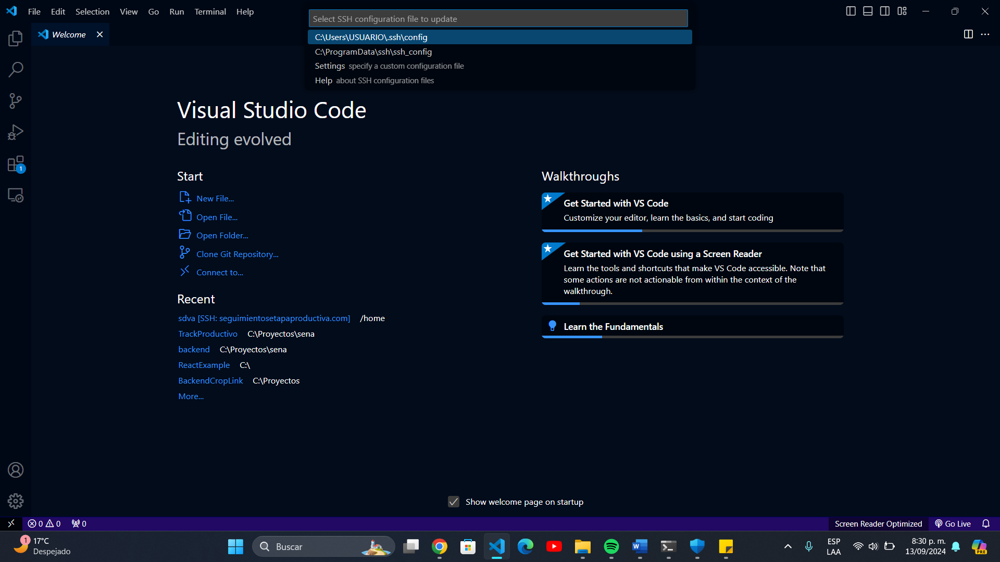 File Edit Selection View Go Run Terminal Help
Select SSH configuration file to update
C:\Users\USUARIO\.ssh\config
C:\ProgramData\ssh\ssh_config
Settings specify a custom configuration file
Help about SSH configuration files
Welcome
Visual Studio Code
Editing evolved
Start
New File...
Open File...
Open Folder...
Clone Git Repository...
Connect to...
Recent
sdva [SSH: seguimientosetapaproductiva.com] /home
TrackProductivo C:\Proyectos\sena
backend C:\Proyectos\sena
ReactExample C:\
BackendCropLink C:\Proyectos
More...
Walkthroughs
Get Started with VS Code
Customize your editor, learn the basics, and start coding
Get Started with VS Code using a Screen Reader
Learn the tools and shortcuts that make VS Code accessible. Note that
some actions are not actionable from within the context of the
walkthrough.
Learn the Fundamentals
1
Show welcome page on startup
0 0 0
Screen Reader Optimized Go Live
1
17°C
Despejado
Buscar
W
ESP
LAA
8:30 p. m.
13/09/2024
PRE